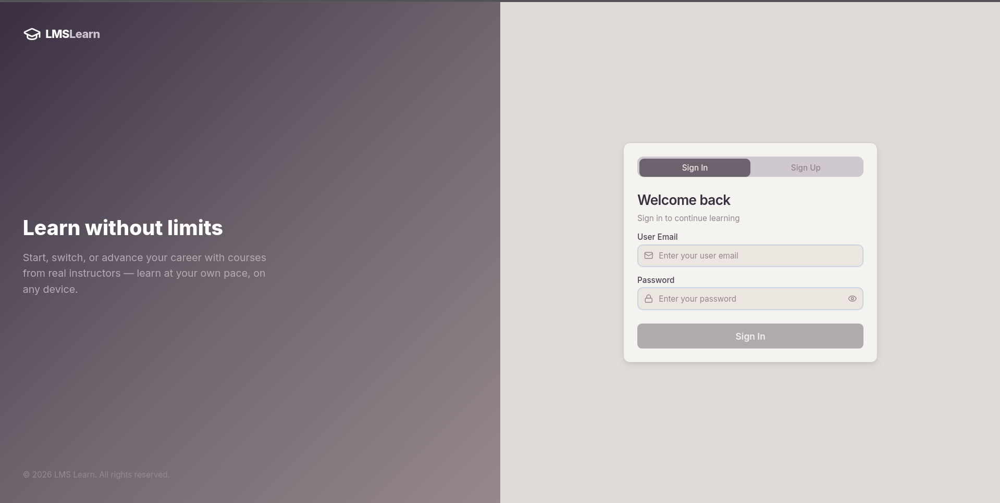 LMSLearn
Learn without limits
Start, switch, or advance your career with courses
from real instructors — learn at your own pace, on
any device.
© 2026 LMS Learn. All rights reserved.
Sign In
Sign Up
Welcome back
Sign in to continue learning
User Email
Enter your user email
Password
Enter your password
Sign In